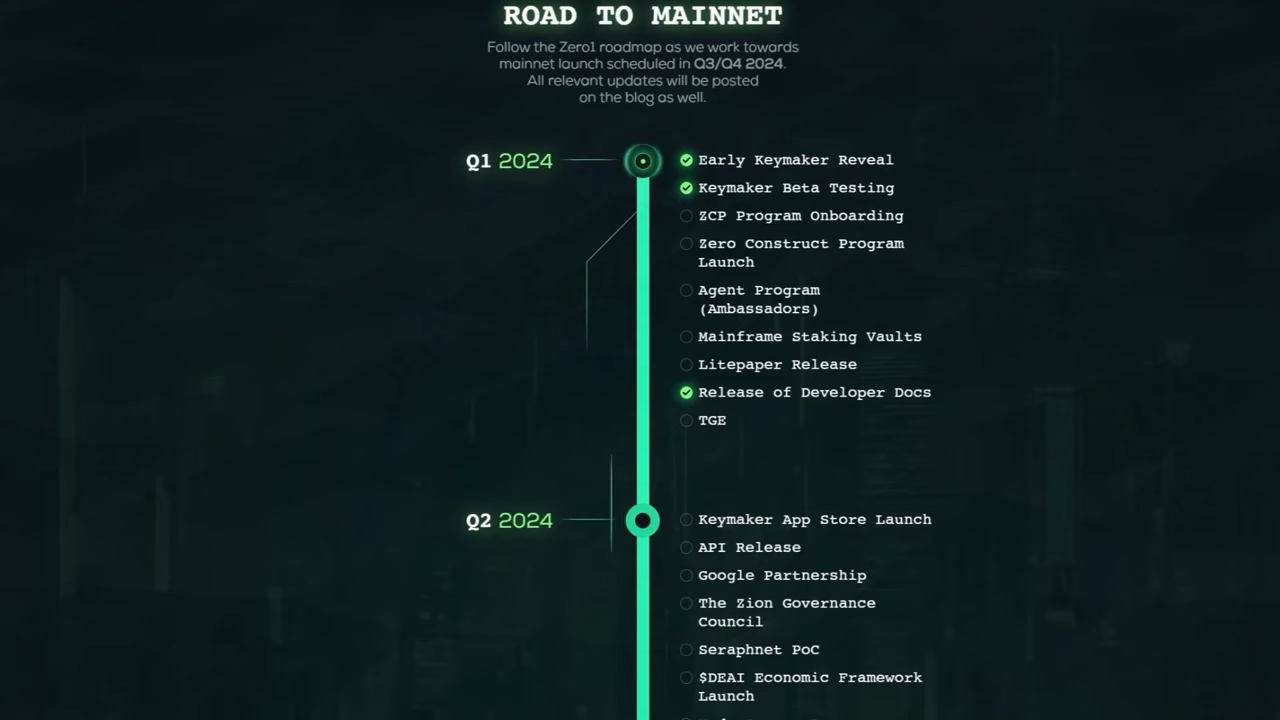 ROAD TO MAINNET
Follow the Zero1 roadmap as we work towards
mainnet launch scheduled in Q3/Q4 2024.
All relevant updates will be posted
on the blog as well.
Q1 2024
Early Keymaker Reveal
Keymaker Beta Testing
ZCP Program Onboarding
Zero Construct Program
Launch
Agent Program
(Ambassadors)
Mainframe Staking Vaults
Litepaper Release
Release of Developer Docs
TGE
Q2 2024
Keymaker App Store Launch
API Release
Google Partnership
The Zion Governance
Council
Seraphnet PoC
$DEAI Economic Framework
Launch